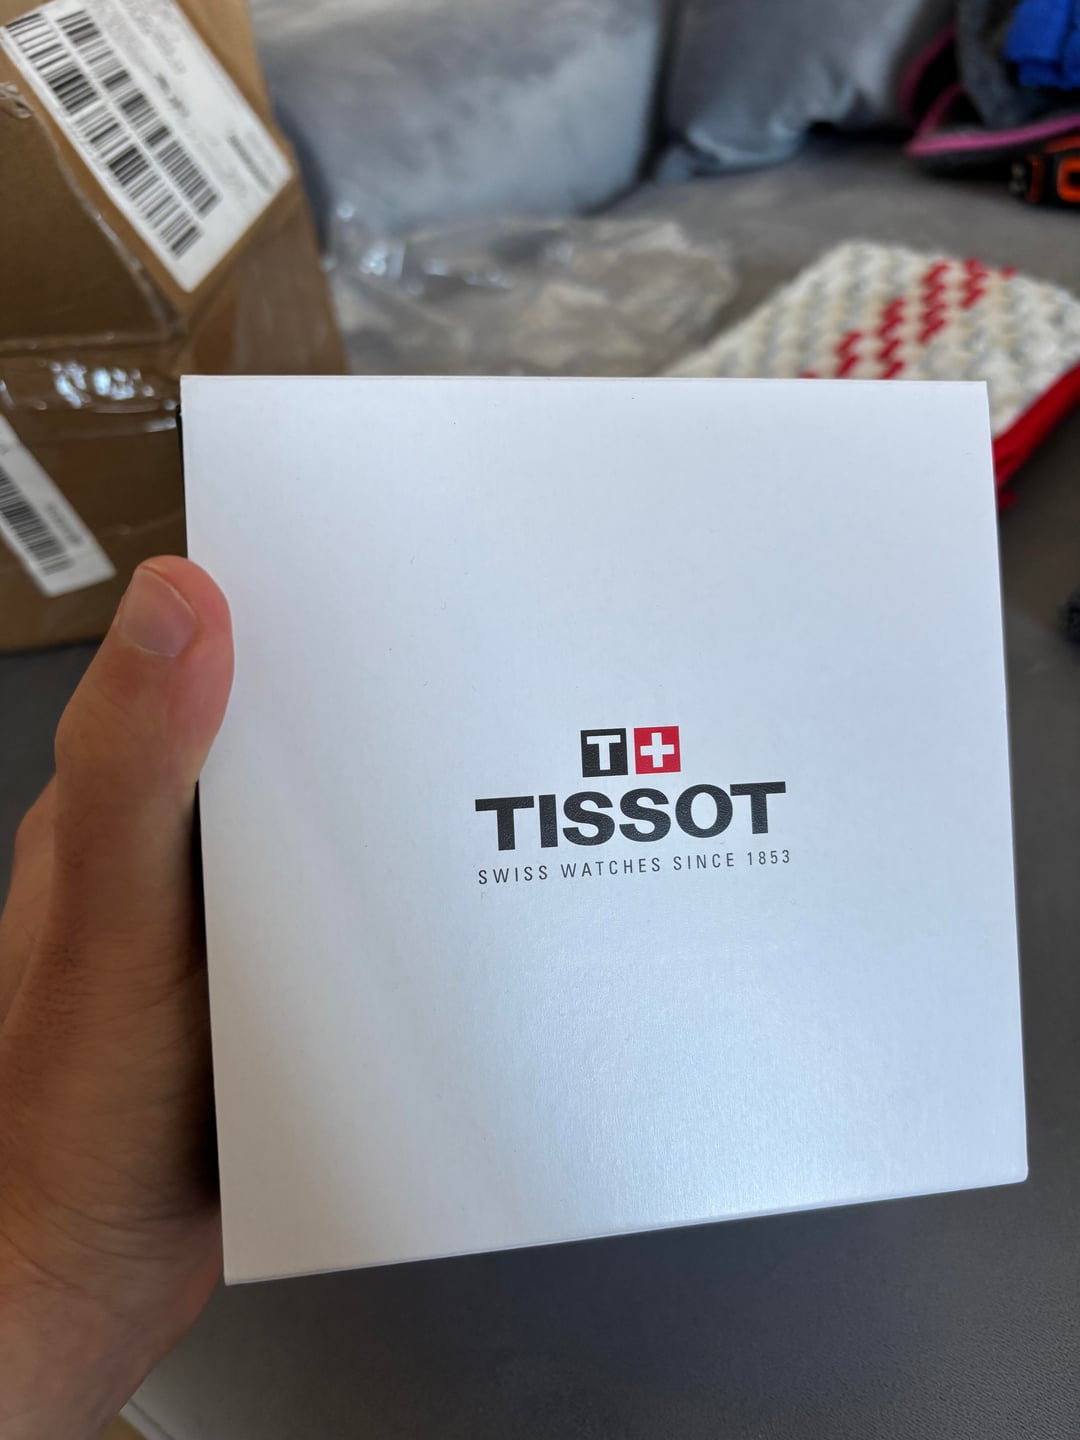 T
TISSOT
SWISS WATCHES SINCE 1853